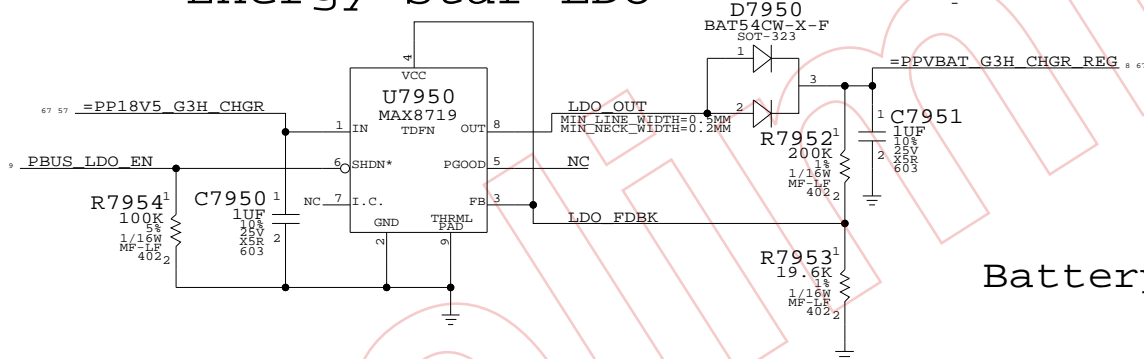 Energy Star LDO
D7950
BAT54CW-X-F
SOT-323
1
3
2
=PPVBAT_G3H_CHGR_REG 8 67
4
VCC
U7950
MAX8719
TDFN
67 57 =PP18V5_G3H_CHGR
1 IN
OUT 8
LDO_OUT
MIN_LINE_WIDTH=0.5MM
MIN_NECK_WIDTH=0.2MM
9 PBUS_LDO_EN
6 SHDN*
PGOOD 5
NC
NC 7 I.C.
FB 3
LDO_FDBK
GND
THRML
PAD
2
9
R7954
100K
5%
1/16W
MF-LF
402
1
2
C7950
1UF
10%
25V
X5R
603
1
2
R7952
200K
1%
1/16W
MF-LF
402
1
2
C7951
1UF
10%
25V
X5R
603
1
2
R7953
19.6K
1%
1/16W
MF-LF
402
1
2
Battery